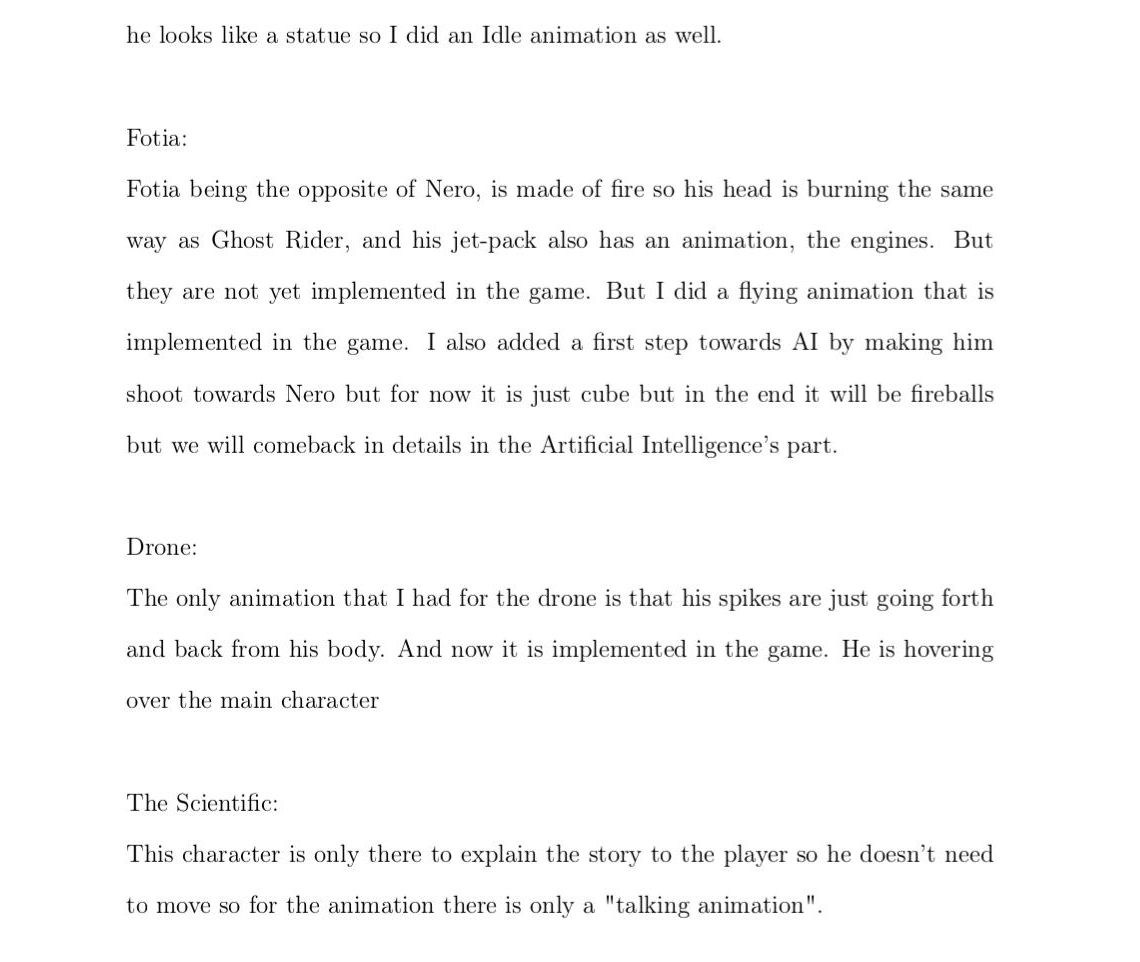 he looks like a statue so I did an Idle animation as well.
Fotia:
Fotia being the opposite of Nero, is made of fire so his head is burning the same
way as Ghost Rider, and his jet-pack also has an animation, the engines. But
they are not yet implemented in the game. But I did a flying animation that is
implemented in the game. I also added a first step towards AI by making him
shoot towards Nero but for now it is just cube but in the end it will be fireballs
but we will comeback in details in the Artificial Intelligence's part.
Drone:
The only animation that I had for the drone is that his spikes are just going forth
and back from his body. And now it is implemented in the game. He is hovering
over the main character
The Scientific:
This character is only there to explain the story to the player so he doesn't need
to move so for the animation there is only a "talking animation".